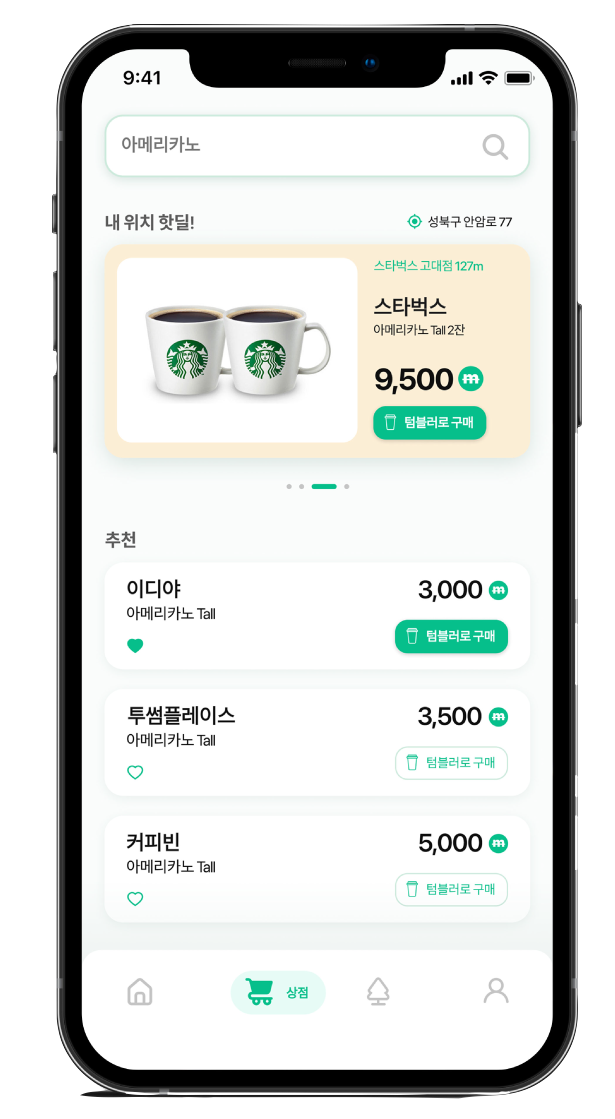 9:41
아메리카노
내 위치 핫딜!
성북구 안암로 77
스타벅스 고대점 127m
스타벅스
아메리카노 Tall 2잔
9,500 m
텀블러로 구매
추천
이디야
3,000 m
아메리카노 Tall
텀블러로 구매
투썸플레이스
3,500 m
아메리카노 Tall
텀블러로 구매
커피빈
5,000 m
아메리카노 Tall
텀블러로 구매
상점